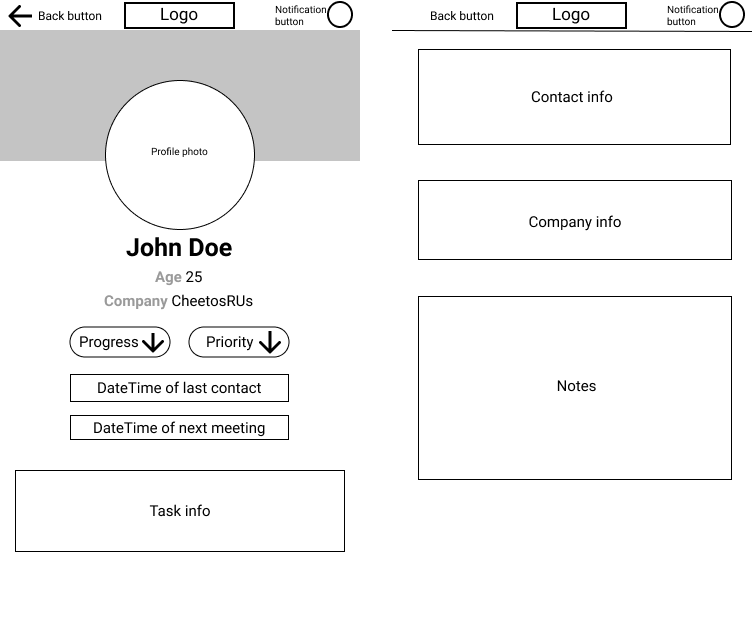 Back button
Logo
Notification
button
Profile photo
John Doe
Age 25
Company CheetosRUs
Progress
Priority
DateTime of last contact
DateTime of next meeting
Task info
Back button
Logo
Notification
button
Contact info
Company info
Notes